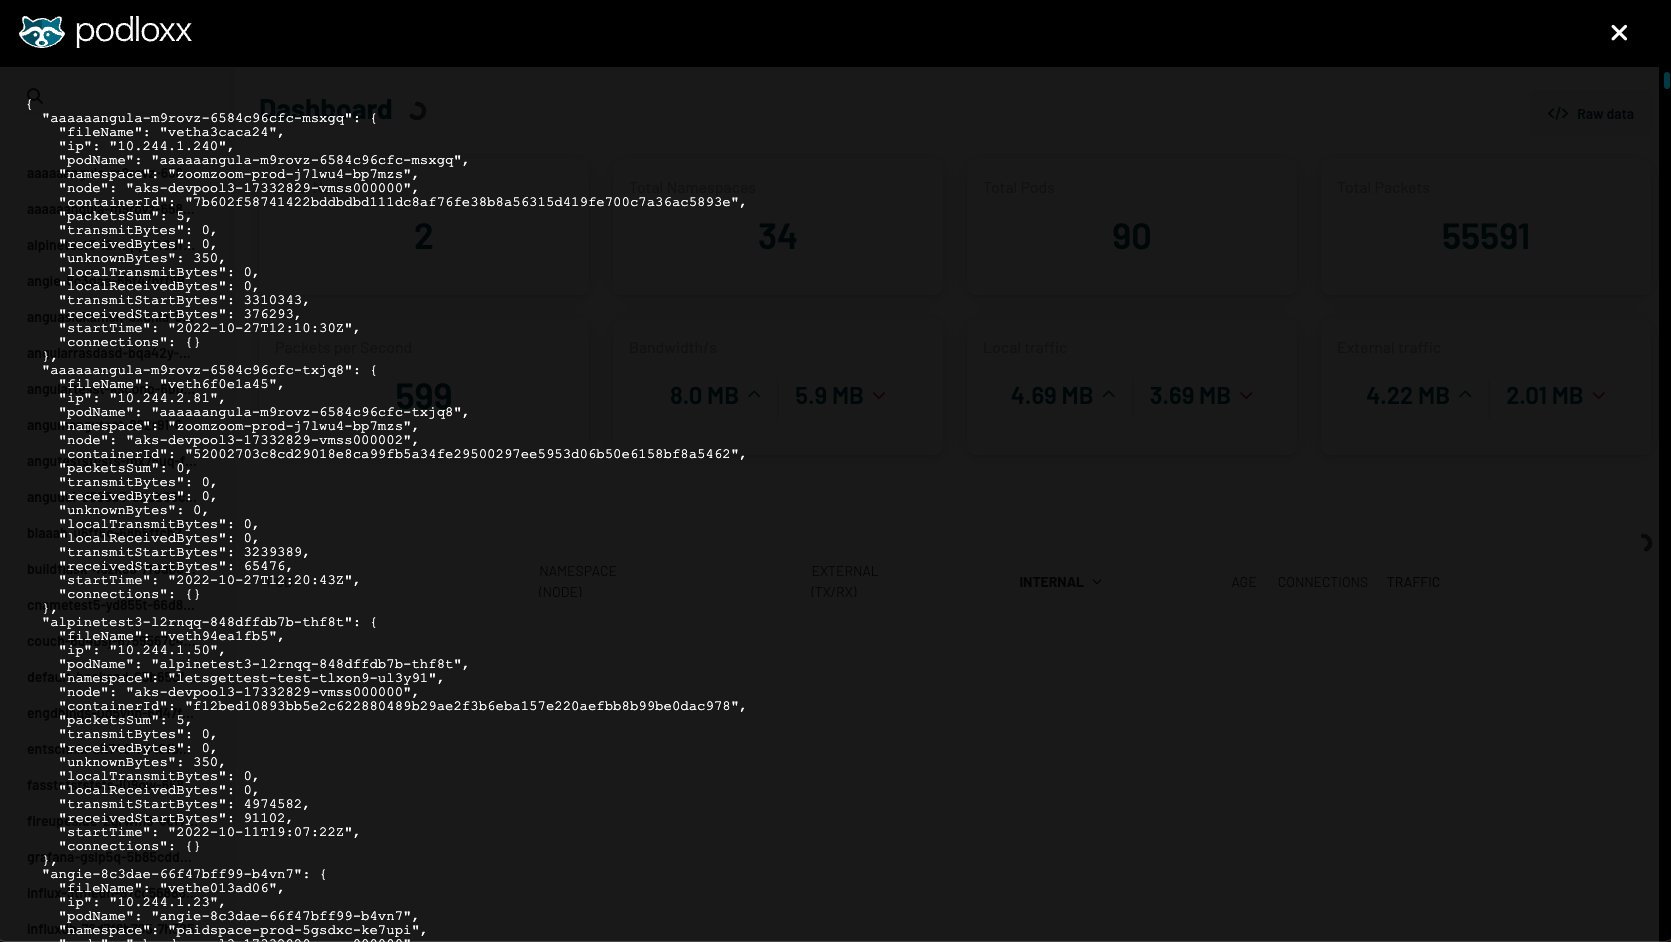 podloxx
Dashboard
Raw data
{
"aaaaaangula-m9rovz-6584c96cfc-msxgq": {
"fileName": "vetha3caca24",
"ip": "10.244.1.240",
"podName": "aaaaaangula-m9rovz-6584c96cfc-msxgq",
"namespace": "zoomzoom-prod-j7lwu4-bp7mzs",
"node": "aks-devpool3-17332829-vmss000000",
"containerId": "7b602f58741422bddbdbd111dc8af76fe38b8a56315d419fe700c7a36ac5893e",
"packetsSum": 5,
"transmitBytes": 0,
"receivedBytes": 0,
"unknownBytes": 350,
"localTransmitBytes": 0,
"localReceivedBytes": 0,
"transmitStartBytes": 3310343,
"receivedStartBytes": 376293,
"startTime": "2022-10-27T12:10:30Z",
"connections": {}
},
"aaaaaangula-m9rovz-6584c96cfc-txjq8": {
"fileName": "veth6f0e1a45",
"ip": "10.244.2.81",
"podName": "aaaaaangula-m9rovz-6584c96cfc-txjq8",
"namespace": "zoomzoom-prod-j7lwu4-bp7mzs",
"node": "aks-devpool3-17332829-vmss000002",
"containerId": "52002703c8cd29018e8ca99fb5a34fe29500297ee5953d06b50e6158bf8a5462",
"packetsSum": 0,
"transmitBytes": 0,
"receivedBytes": 0,
"unknownBytes": 0,
"localTransmitBytes": 0,
"localReceivedBytes": 0,
"transmitStartBytes": 3239389,
"receivedStartBytes": 65476,
"startTime": "2022-10-27T12:20:43Z",
"connections": {}
},
"alpinetest3-l2rnqq-848dffdb7b-thf8t": {
"fileName": "veth94ea1fb5",
"ip": "10.244.1.50",
"podName": "alpinetest3-l2rnqq-848dffdb7b-thf8t",
"namespace": "letsgettest-test-tlxon9-ul3y91",
"node": "aks-devpool3-17332829-vmss000000",
"containerId": "f12bed10893bb5e2c622880489b29ae2f3b6eba157e220aefbb8b99be0dac978",
"packetsSum": 5,
"transmitBytes": 0,
"receivedBytes": 0,
"unknownBytes": 350,
"localTransmitBytes": 0,
"localReceivedBytes": 0,
"transmitStartBytes": 4974582,
"receivedStartBytes": 91102,
"startTime": "2022-10-11T19:07:22Z",
"connections": {}
},
"angie-8c3dae-66f47bff99-b4vn7": {
"fileName": "vethe013ad06",
"ip": "10.244.1.23",
"podName": "angie-8c3dae-66f47bff99-b4vn7",
"namespace": "paidspace-prod-5gsdxc-ke7upi",
Total Namespaces
Total Pods
Total Packets
2
34
90
55591
Packets per Second
Bandwidth/s
Local traffic
External traffic
599
8.0 MB
5.9 MB
4.69 MB
3.69 MB
4.22 MB
2.01 MB
NAMESPACE
(NODE)
EXTERNAL
(TX/RX)
INTERNAL
AGE
CONNECTIONS
TRAFFIC